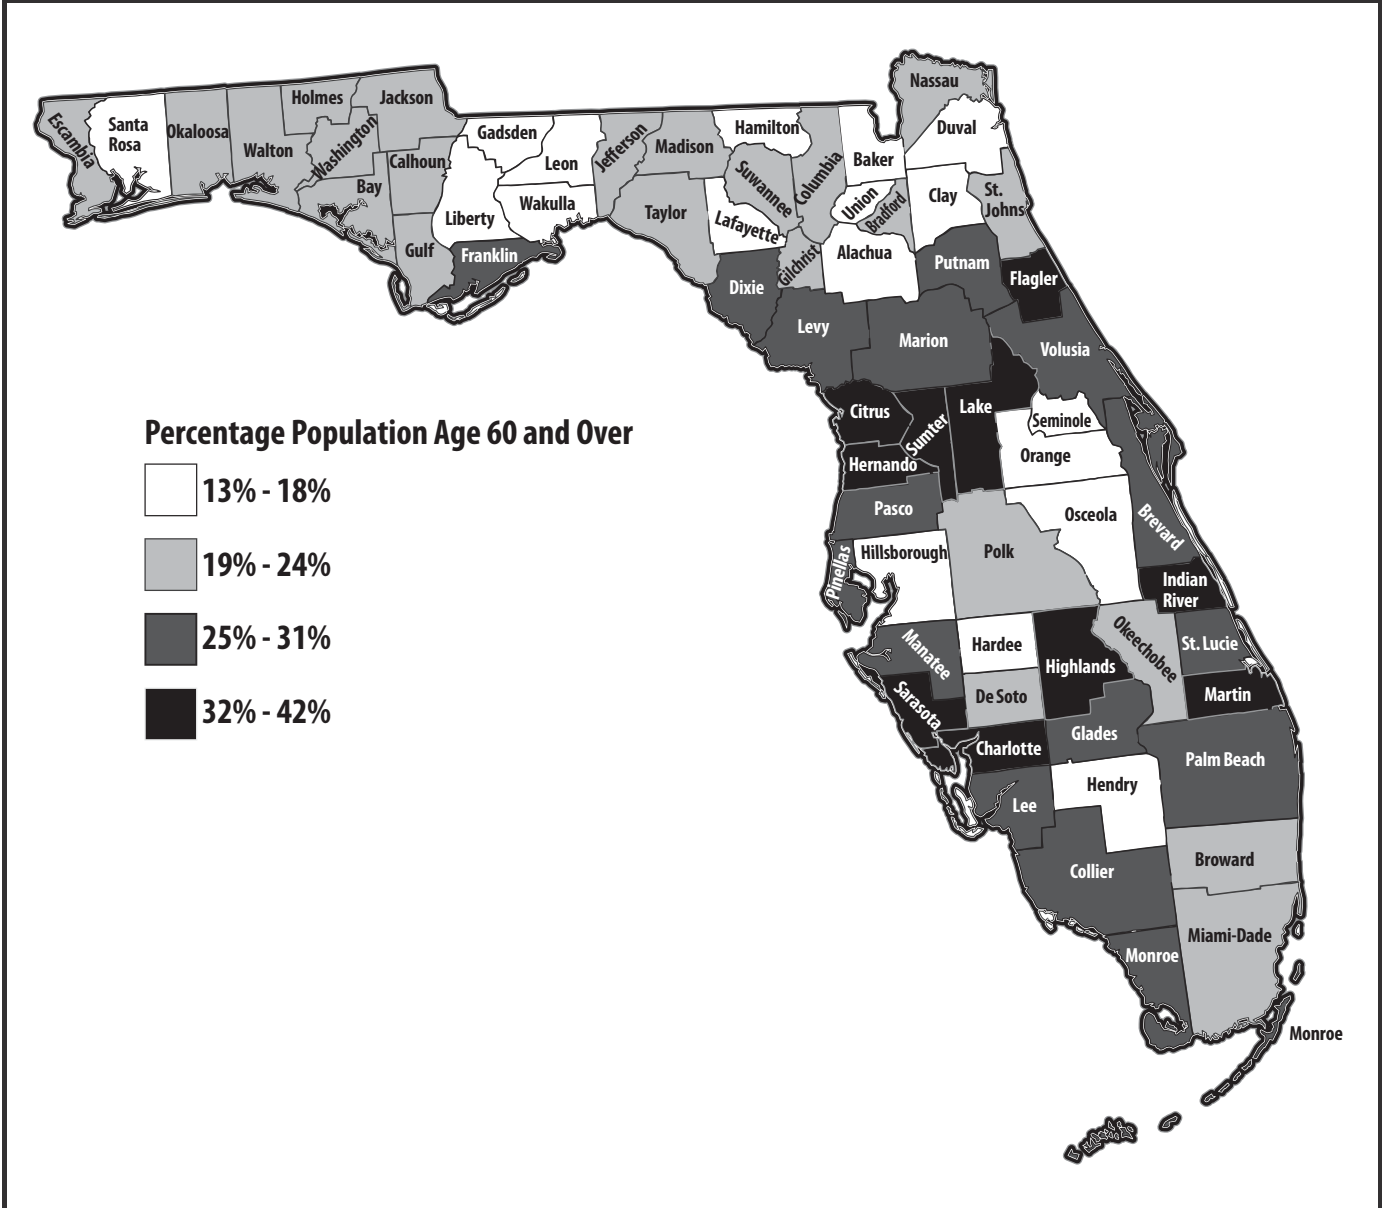 Nassau
Holmes
Jackson
Escambia
Santa
Rosa
Okaloosa
Walton
Washington
Gadsden
Hamilton
Duval
Jefferson
Madison
Calhoun
Leon
Baker
Bay
Suwannee
Columbia
Union
Bradford
Clay
St.
Johns
Liberty
Wakulla
Taylor
Lafayette
Gulf
Franklin
Gilchrist
Alachua
Putnam
Flagler
Dixie
Levy
Marion
Volusia
Citrus
Sumter
Lake
Seminole
Percentage Population Age 60 and Over
Hernando
Orange
13% - 18%
Pasco
Osceola
Brevard
19% - 24%
Pinellas
Hillsborough
Polk
Indian
River
25% - 31%
Manatee
Hardee
Highlands
Okeechobee
St. Lucie
32% - 42%
Sarasota
De Soto
Martin
Charlotte
Glades
Palm Beach
Lee
Hendry
Collier
Broward
Miami-Dade
Monroe
Monroe